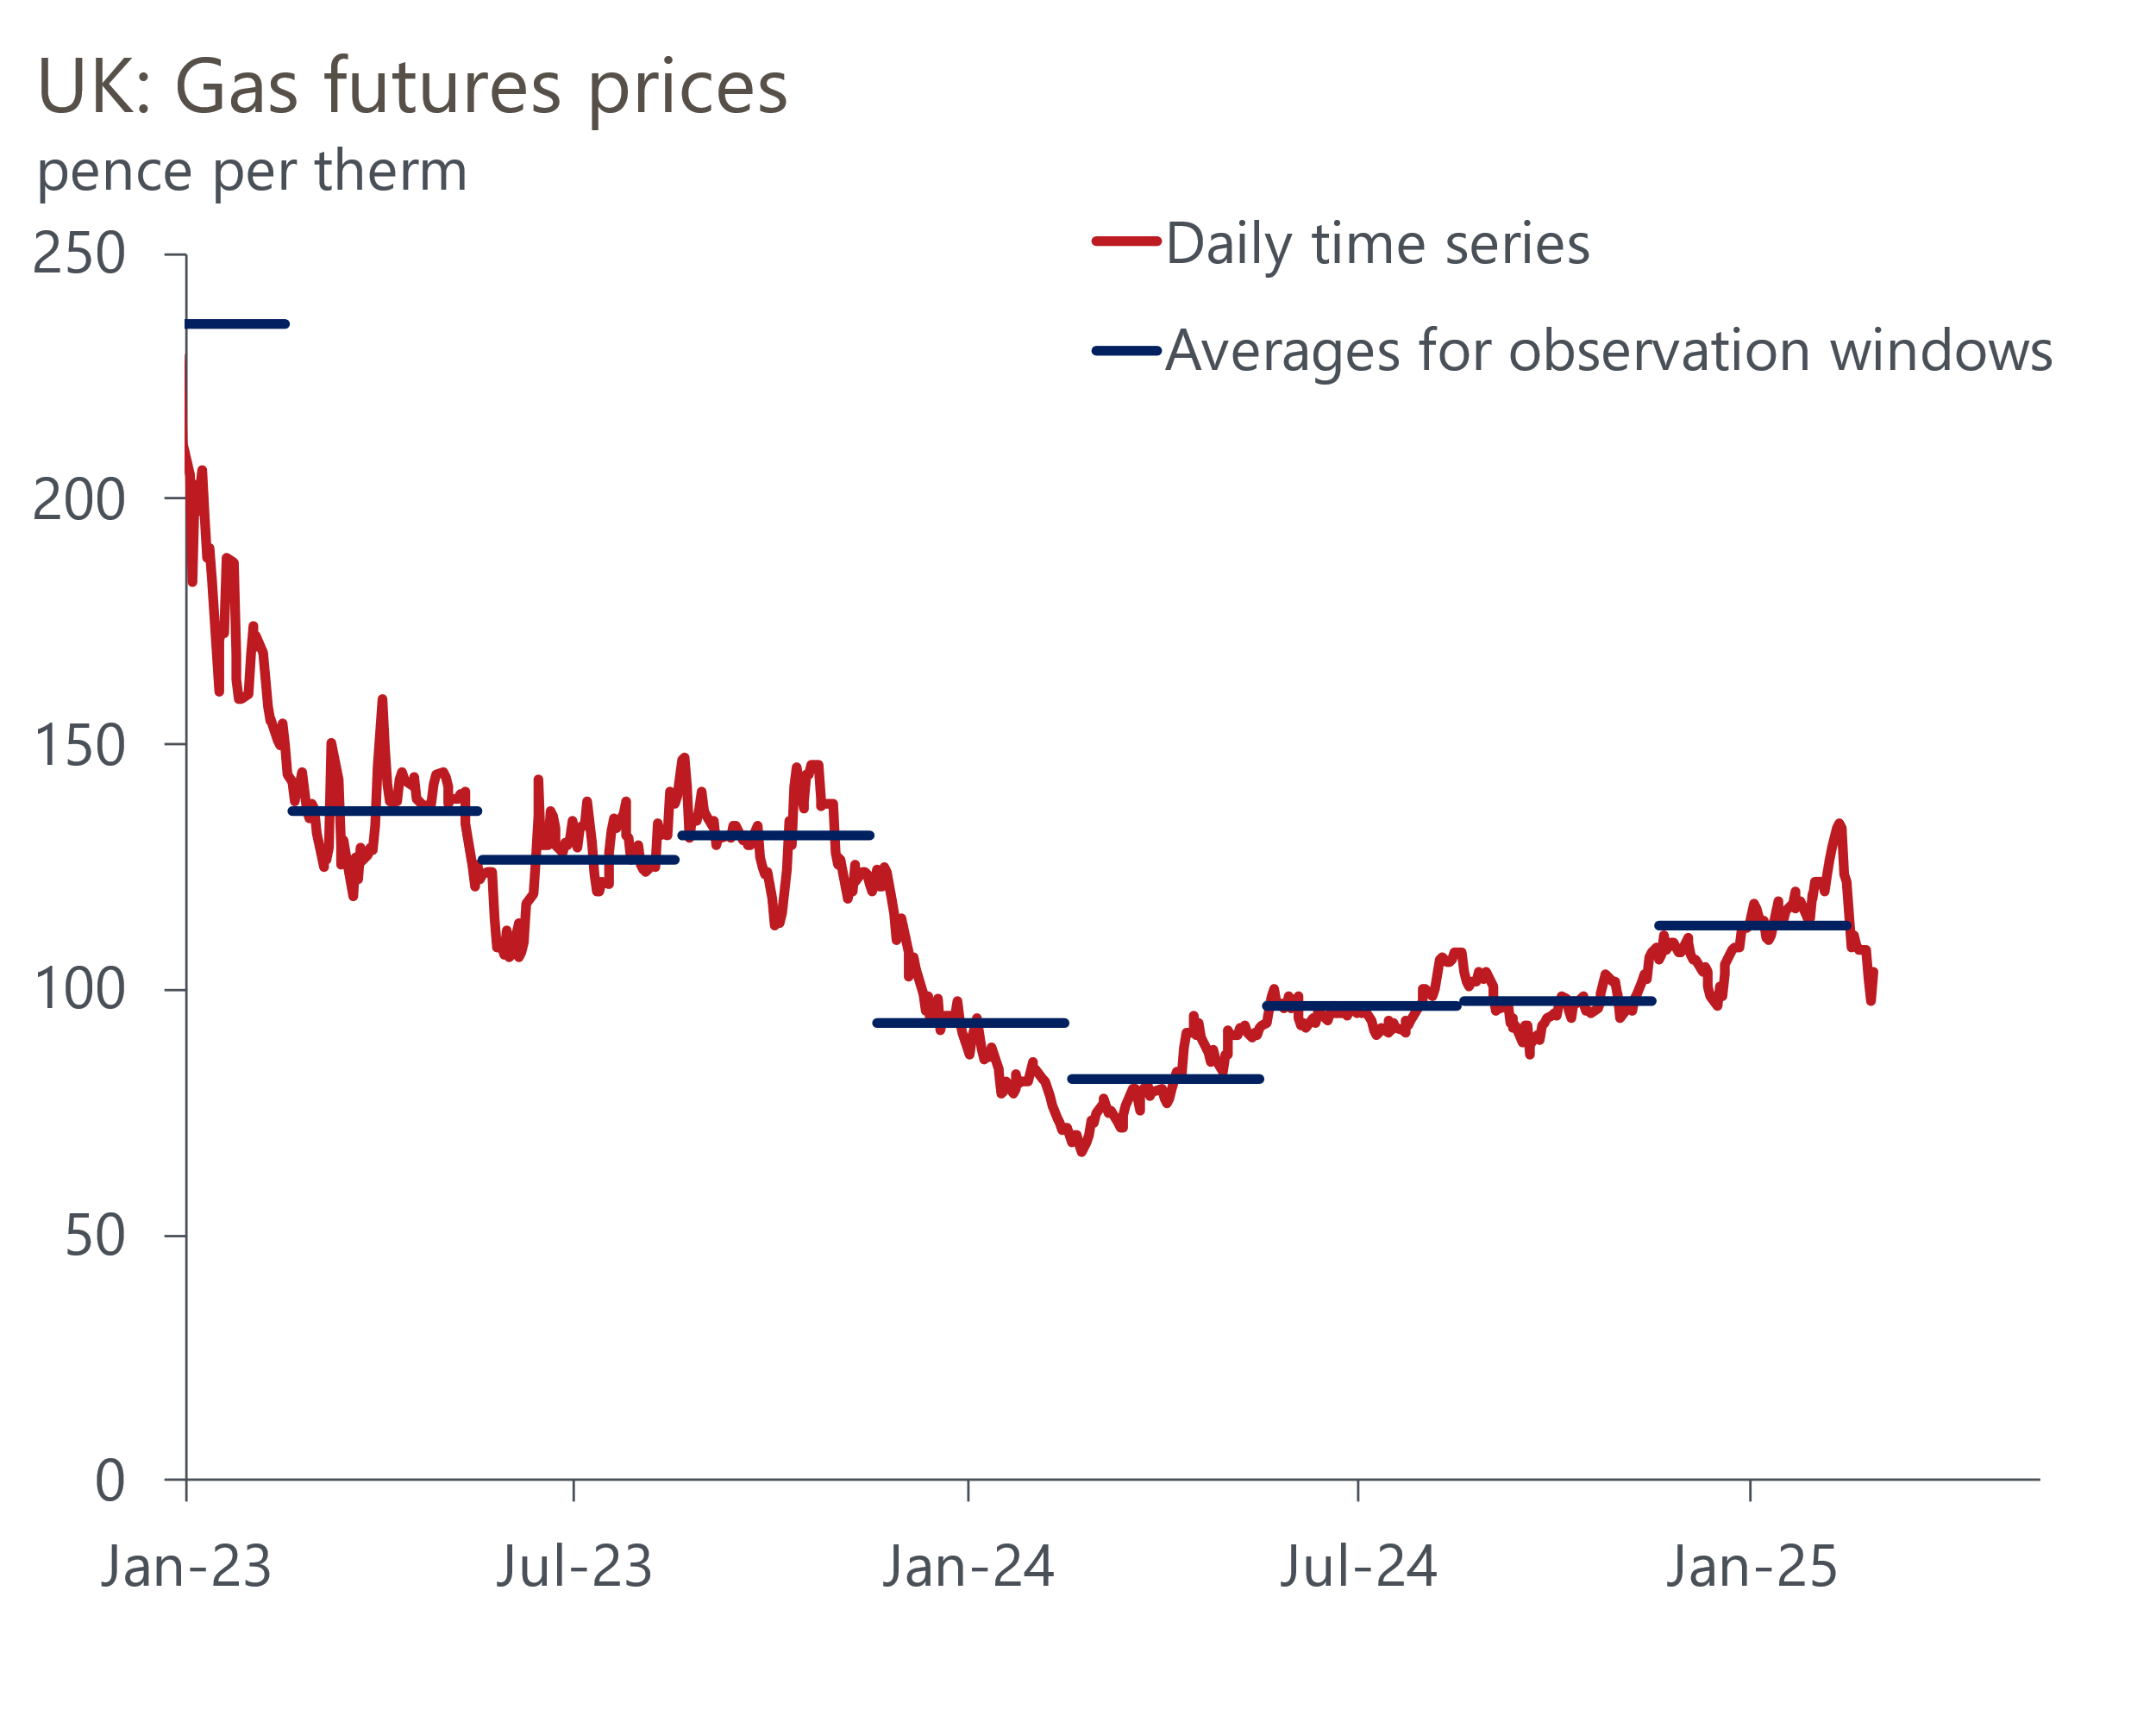 UK: Gas futures prices
pence per therm
Daily time series
Averages for observation windows
250
200
150
100
50
0
Jan-23 Jul-23 Jan-24 Jul-24 Jan-25